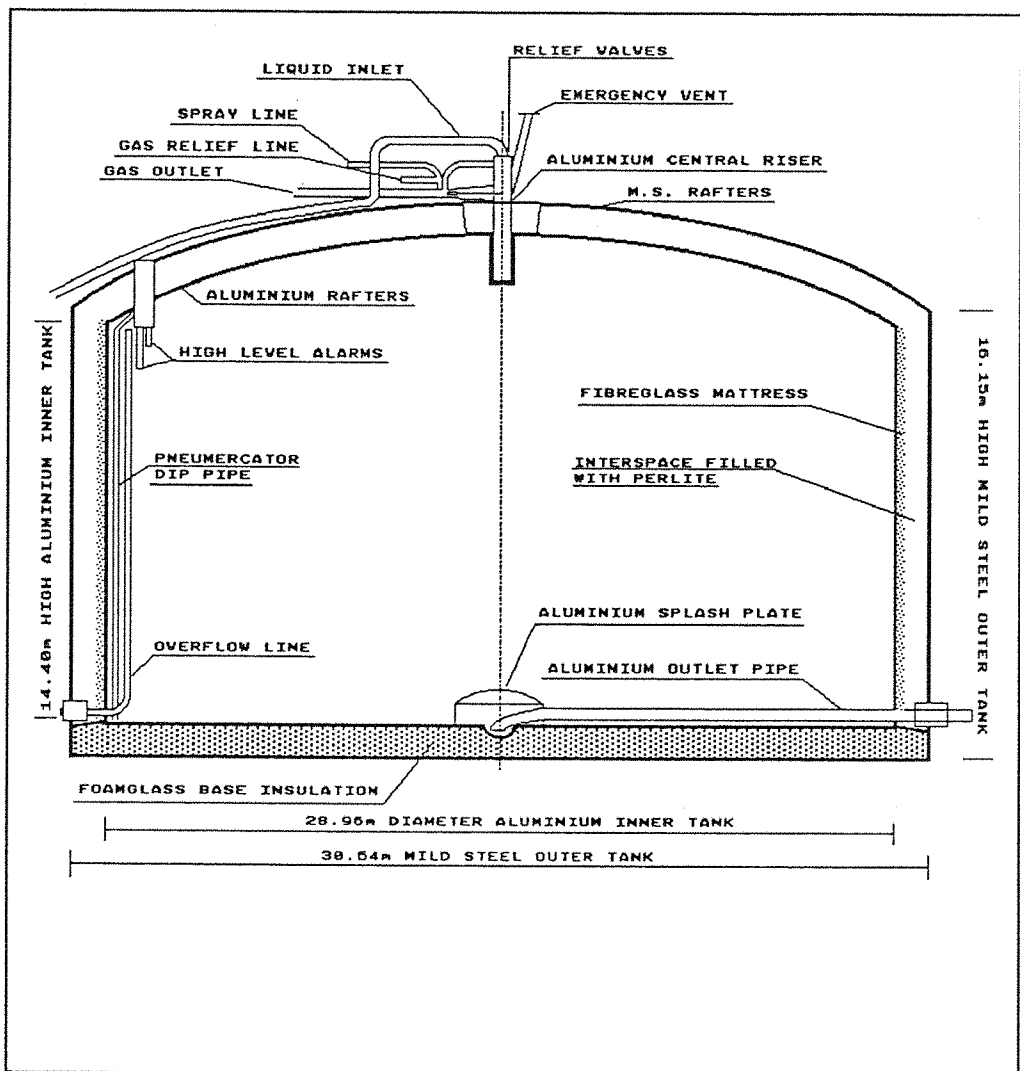 RELIEF VALVES
LIQUID INLET
EMERGENCY VENT
SPRAY LINE
GAS RELIEF LINE
ALUMINIUM CENTRAL RISER
GAS OUTLET
M.S. RAFTERS
ALUMINIUM RAFTERS
HIGH LEVEL ALARMS
14.40m HIGH ALUMINIUM INNER TANK
16.15m HIGH MILD STEEL OUTER TANK
FIBREGLASS MATTRESS
PNEUMERCATOR
DIP PIPE
INTERSPACE FILLED
WITH PERLITE
ALUMINIUM SPLASH PLATE
OVERFLOW LINE
ALUMINIUM OUTLET PIPE
FOAMGLASS BASE INSULATION
28.96m DIAMETER ALUMINIUM INNER TANK
30.64m MILD STEEL OUTER TANK